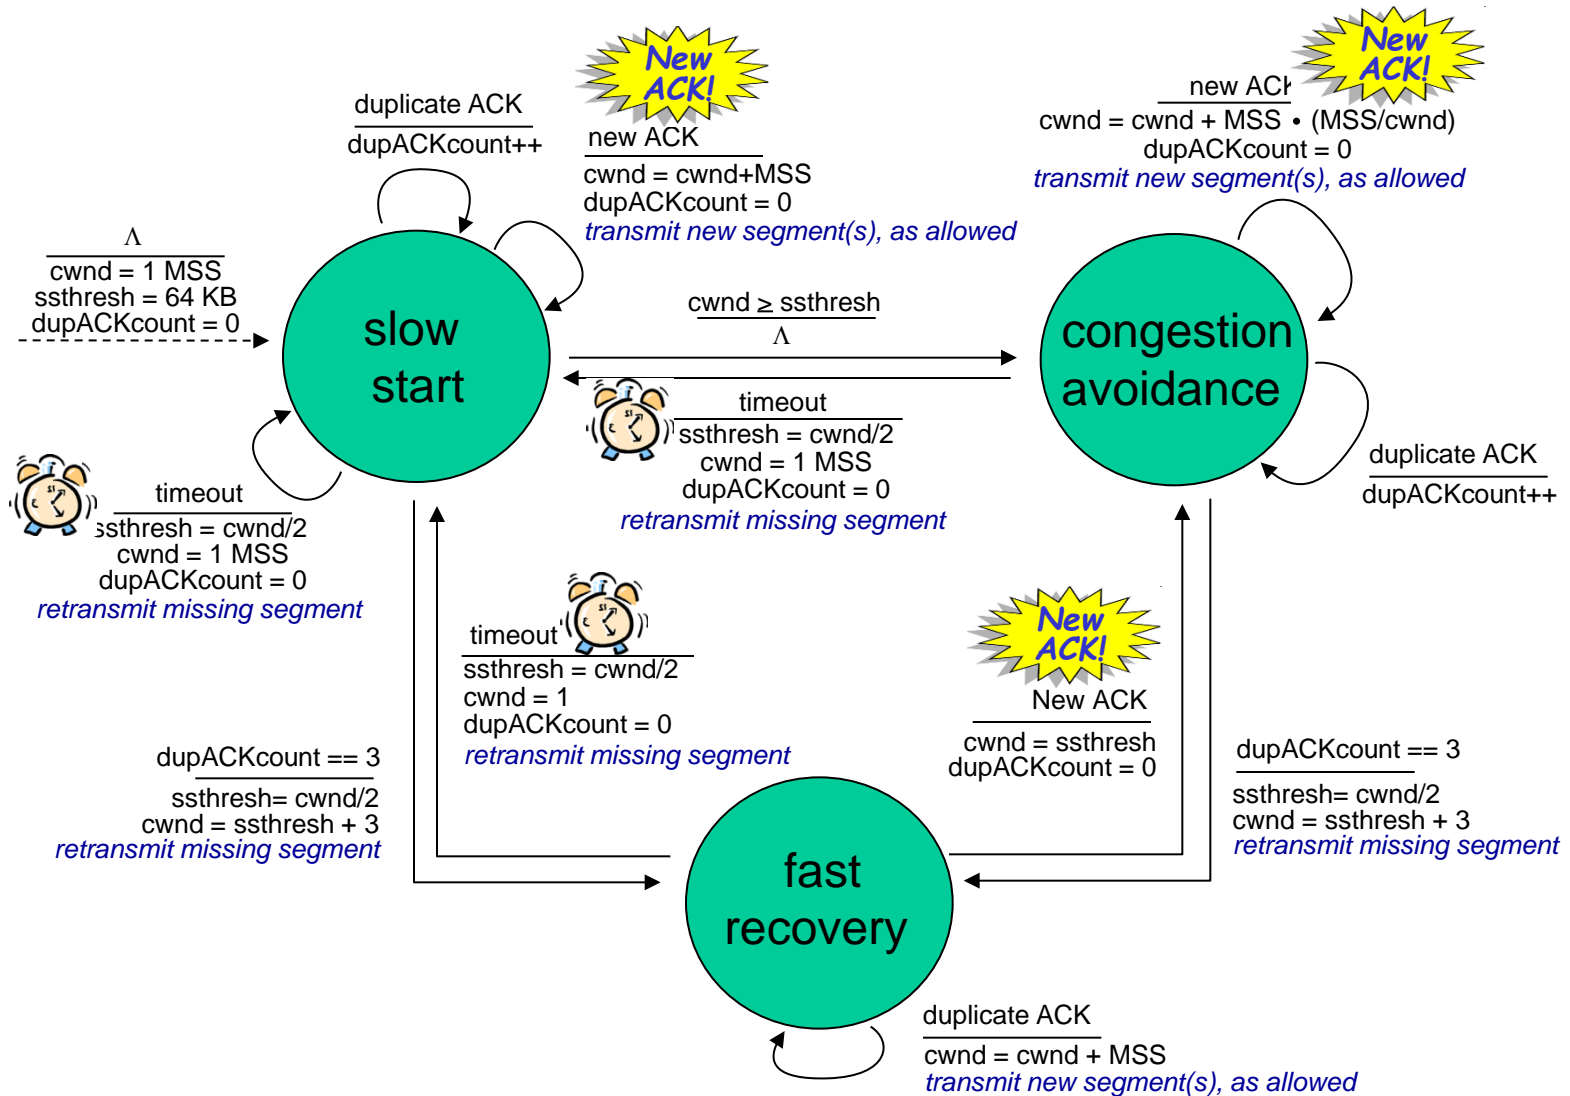 New
ACK!
duplicate ACK
dupACKcount++
new ACK
cwnd = cwnd+MSS
dupACKcount = 0
transmit new segment(s), as allowed
New
ACK!
new ACK
cwnd = cwnd + MSS • (MSS/cwnd)
dupACKcount = 0
transmit new segment(s), as allowed
Λ
cwnd = 1 MSS
ssthresh = 64 KB
dupACKcount = 0
slow
start
cwnd ≥ ssthresh
Λ
congestion
avoidance
timeout
ssthresh = cwnd/2
cwnd = 1 MSS
dupACKcount = 0
retransmit missing segment
duplicate ACK
dupACKcount++
timeout
ssthresh = cwnd/2
cwnd = 1 MSS
dupACKcount = 0
retransmit missing segment
timeout
ssthresh = cwnd/2
cwnd = 1
dupACKcount = 0
retransmit missing segment
New
ACK!
New ACK
cwnd = ssthresh
dupACKcount = 0
dupACKcount == 3
ssthresh= cwnd/2
cwnd = ssthresh + 3
retransmit missing segment
dupACKcount == 3
ssthresh= cwnd/2
cwnd = ssthresh + 3
retransmit missing segment
fast
recovery
duplicate ACK
cwnd = cwnd + MSS
transmit new segment(s), as allowed